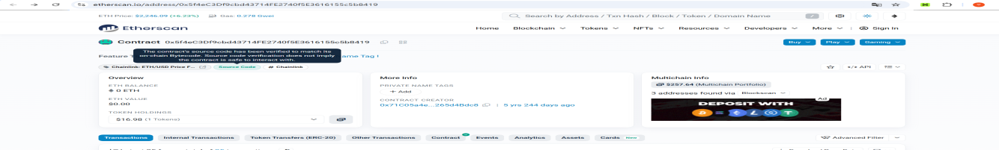 etherscan.io/address/0x5f4eC3Df9cbd43714FE2740f5E3616155c5b8419
ETH Price: $2,246.09 (+6.23%) Gas: 0.278 Gwei
Search by Address / Txn Hash / Block / Token / Domain Name /
Etherscan
Home Blockchain Tokens NFTs Resources Developers More Sign In
Contract 0x5f4eC3Df9cbd43714FE2740f5E3616155c5b8419
Buy Play Gaming
The contract's source code has been verified to match its
on-chain Bytecode. Source code verification does not imply
the contract is safe to interact with.
Feature T ame Tag !
Chainlink: ETH/USD Price F... Source Code # Chainlink
API
Overview
ETH BALANCE
0 ETH
ETH VALUE
$0.00
TOKEN HOLDINGS
$16.98 (1 Tokens)
More Info
PRIVATE NAME TAGS
+ Add
CONTRACT CREATOR
0x71C05a4e...265d4Bdc8 | 5 yrs 244 days ago
Multichain Info
$257.64 (Multichain Portfolio)
3 addresses found via Blockscan
Ad
DEPOSIT WITH
Transactions Internal Transactions Token Transfers (ERC-20) Other Transactions Contract Events Analytics Assets Cards New
Advanced Filter